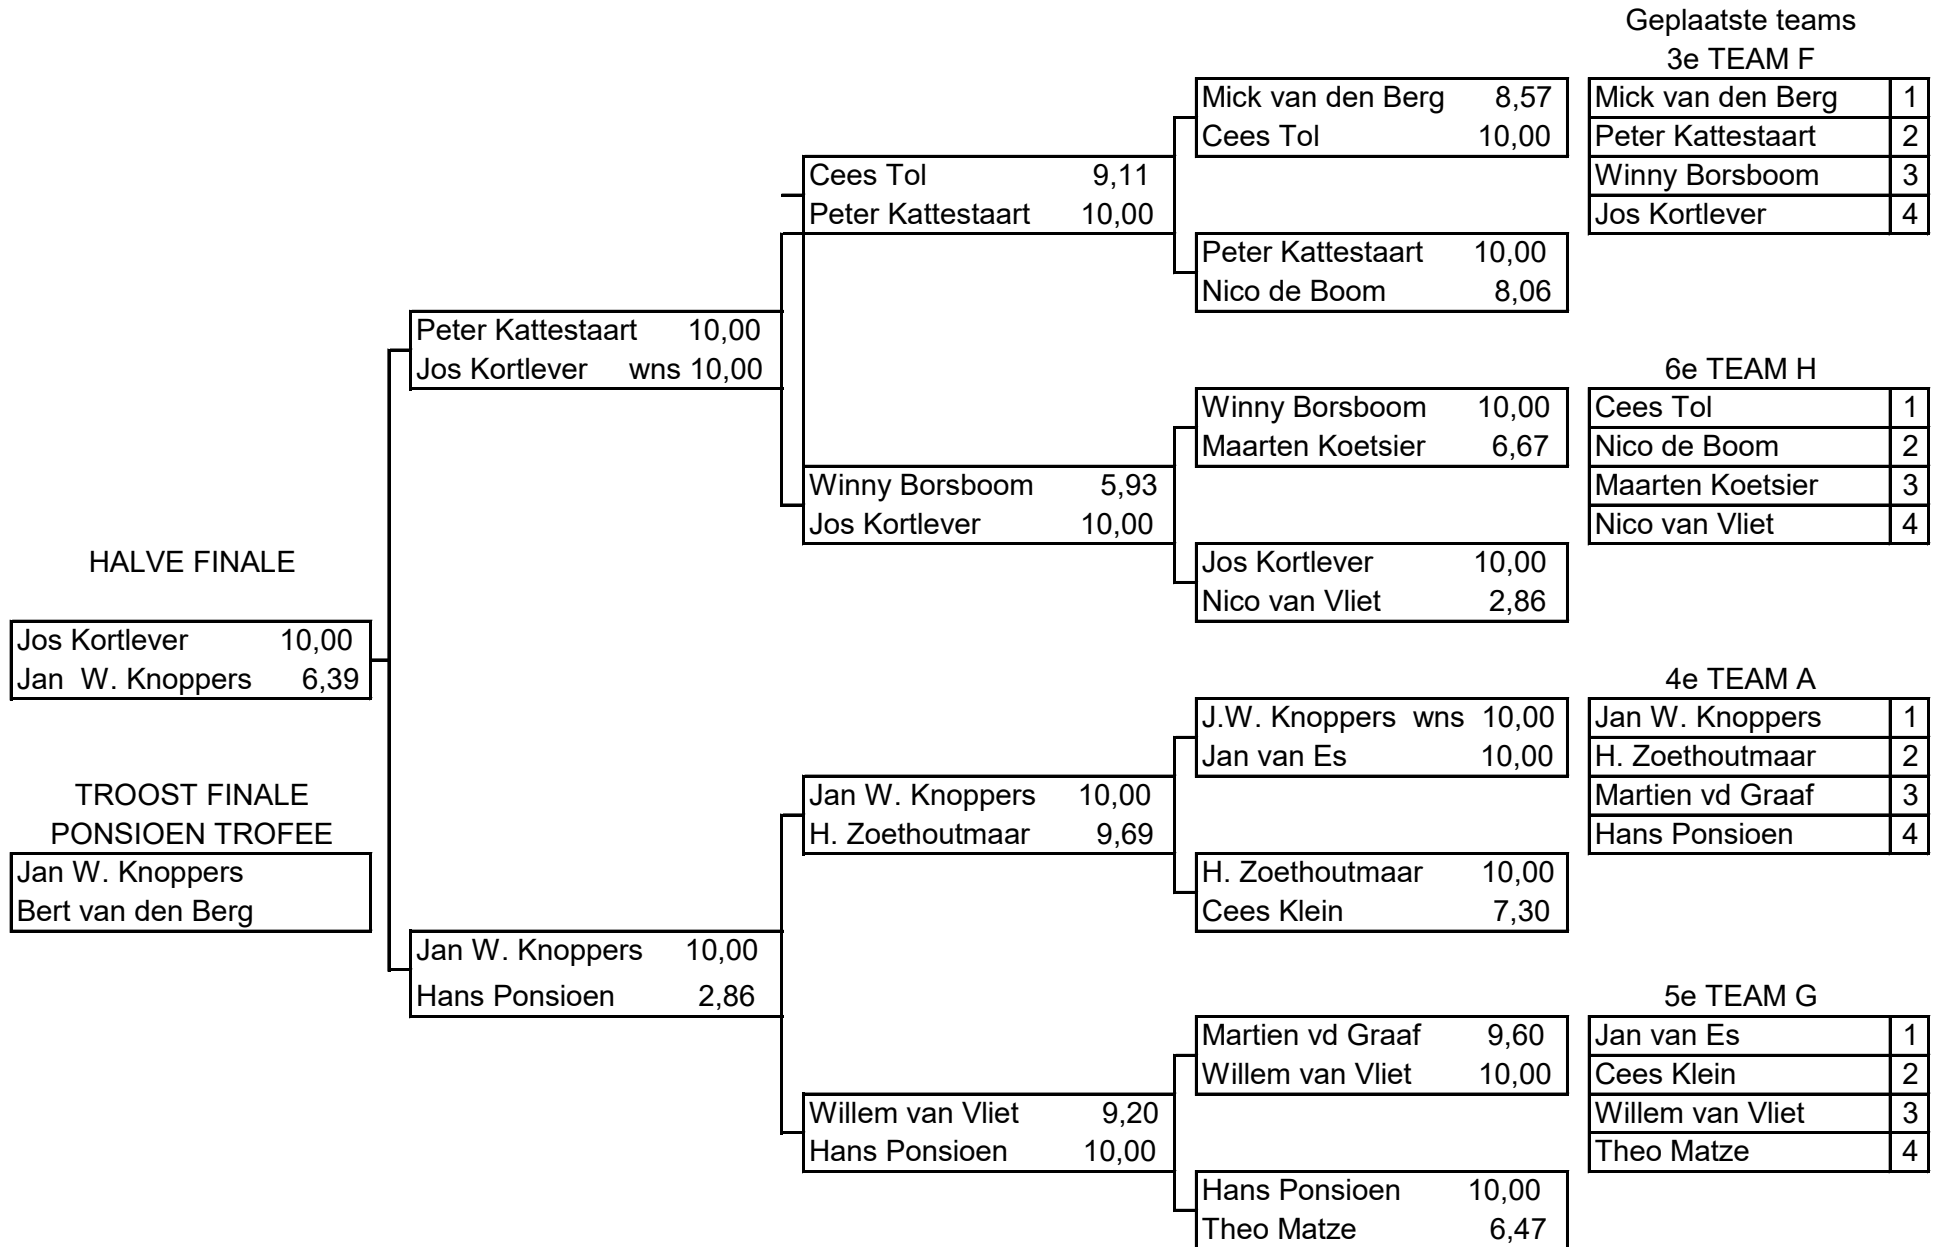 Geplaatste teams
3e TEAM F
Mick van den Berg 8,57
Cees Tol 10,00
Mick van den Berg 1
Peter Kattestaart 2
Winny Borsboom 3
Jos Kortlever 4
Cees Tol 9,11
Peter Kattestaart 10,00
Peter Kattestaart 10,00
Nico de Boom 8,06
Peter Kattestaart 10,00
Jos Kortlever wns 10,00
6e TEAM H
Winny Borsboom 10,00
Maarten Koetsier 6,67
Cees Tol 1
Nico de Boom 2
Maarten Koetsier 3
Nico van Vliet 4
Winny Borsboom 5,93
Jos Kortlever 10,00
Jos Kortlever 10,00
Nico van Vliet 2,86
HALVE FINALE
Jos Kortlever 10,00
Jan W. Knoppers 6,39
4e TEAM A
J.W. Knoppers wns 10,00
Jan van Es 10,00
Jan W. Knoppers 1
H. Zoethoutmaar 2
Martien vd Graaf 3
Hans Ponsioen 4
Jan W. Knoppers 10,00
H. Zoethoutmaar 9,69
TROOST FINALE
PONSIOEN TROFEE
Jan W. Knoppers
Bert van den Berg
H. Zoethoutmaar 10,00
Cees Klein 7,30
Jan W. Knoppers 10,00
Hans Ponsioen 2,86
5e TEAM G
Martien vd Graaf 9,60
Willem van Vliet 10,00
Jan van Es 1
Cees Klein 2
Willem van Vliet 3
Theo Matze 4
Willem van Vliet 9,20
Hans Ponsioen 10,00
Hans Ponsioen 10,00
Theo Matze 6,47